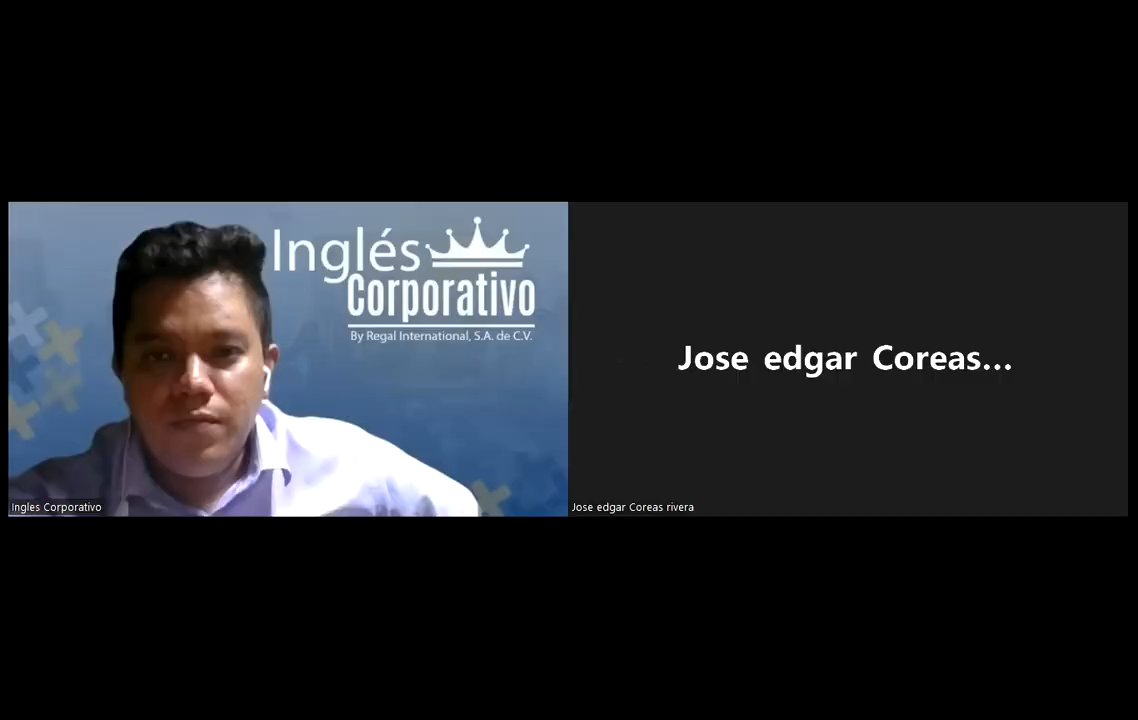 Inglés
Corporativo
By Regal International, S.A. de C.V.
Ingles Corporativo
Jose edgar Coreas...
Jose edgar Coreas rivera